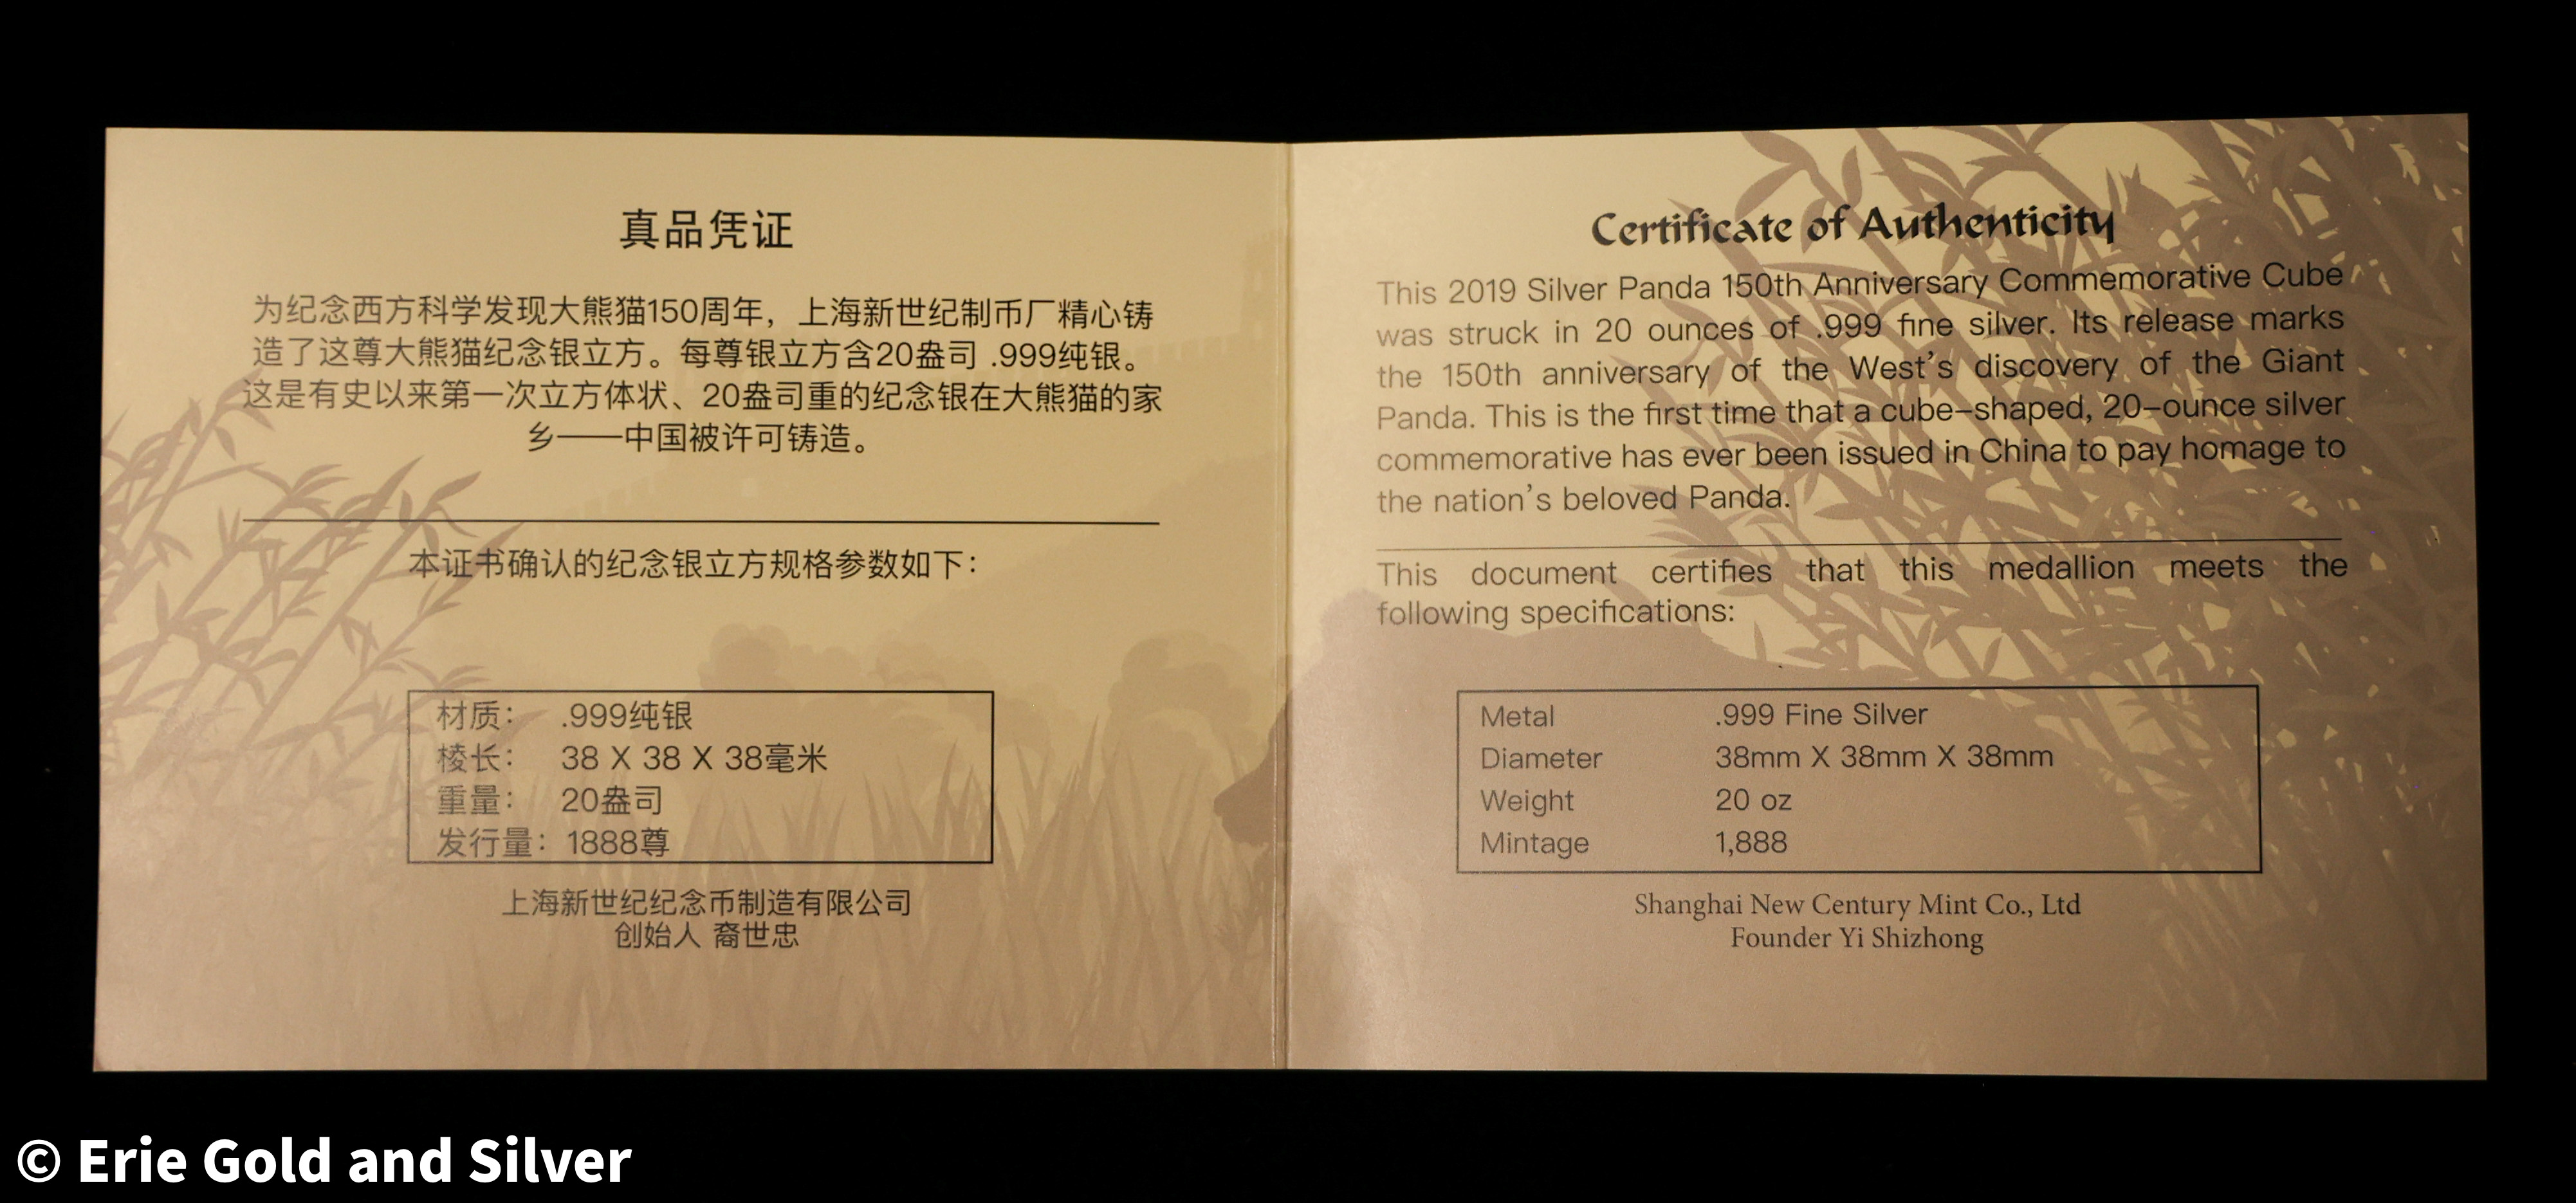 真品凭证
为纪念西方科学发现大熊猫150周年，上海新世纪制币厂精心铸
造了这尊大熊猫纪念银立方。每尊银立方含20盎司 .999纯银。
这是有史以来第一次立方体状、20盎司重的纪念银在大熊猫的家
乡——中国被许可铸造。
本证书确认的纪念银立方规格参数如下：
材质： .999纯银
棱长： 38 X 38 X 38毫米
重量： 20盎司
发行量： 1888尊
上海新世纪纪念币制造有限公司
创始人 裔世忠
Certificate of Authenticity
This 2019 Silver Panda 150th Anniversary Commemorative Cube
was struck in 20 ounces of .999 fine silver. Its release marks
the 150th anniversary of the West's discovery of the Giant
Panda. This is the first time that a cube-shaped, 20-ounce silver
commemorative has ever been issued in China to pay homage to
the nation's beloved Panda.
This document certifies that this medallion meets the
following specifications:
Metal .999 Fine Silver
Diameter 38mm X 38mm X 38mm
Weight 20 oz
Mintage 1,888
Shanghai New Century Mint Co., Ltd
Founder Yi Shizhong
© Erie Gold and Silver